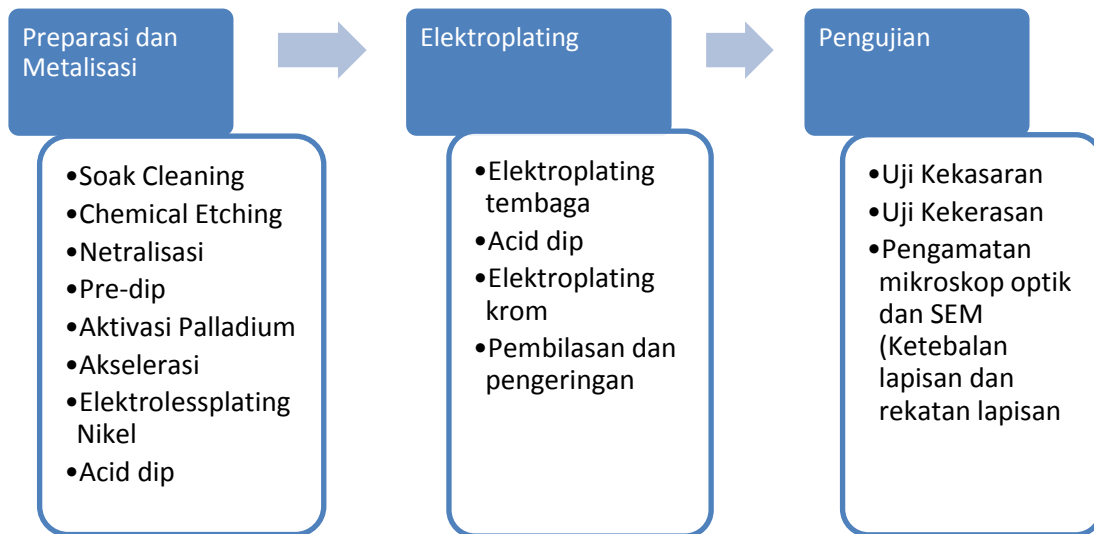 Preparasi dan
Metalisasi
•Soak Cleaning
•Chemical Etching
•Netralisasi
•Pre-dip
•Aktivasi Palladium
•Akselerasi
•Elektrolessplating
Nikel
•Acid dip
Elektroplating
•Elektroplating
tembaga
•Acid dip
•Elektroplating
krom
•Pembilasan dan
pengeringan
Pengujian
•Uji Kekasaran
•Uji Kekerasan
•Pengamatan
mikroskop optik
dan SEM
(Ketebalan
lapisan dan
rekatan lapisan